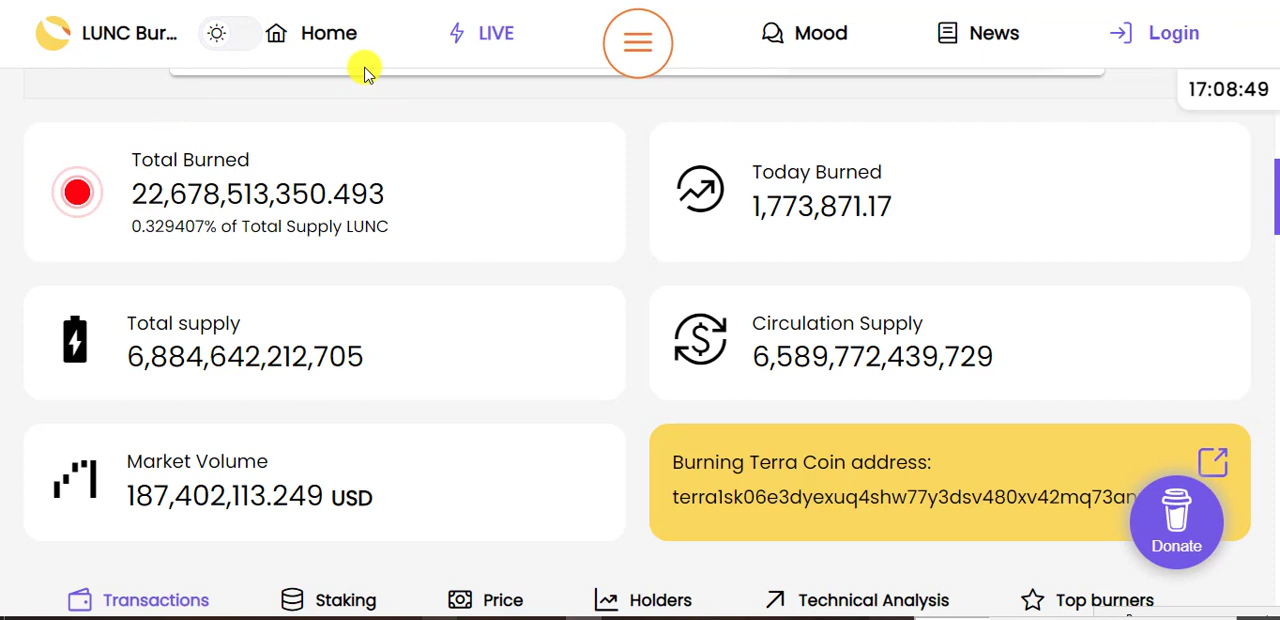 LUNC Bur... Home LIVE Mood News Login
17:08:49
Total Burned
22,678,513,350.493
0.329407% of Total Supply LUNC
Today Burned
1,773,871.17
Total supply
6,884,642,212,705
Circulation Supply
6,589,772,439,729
Market Volume
187,402,113.249 USD
Burning Terra Coin address:
terra1sk06e3dyexuq4shw77y3dsv480xv42mq73an
Donate
Transactions Staking Price Holders Technical Analysis Top burners